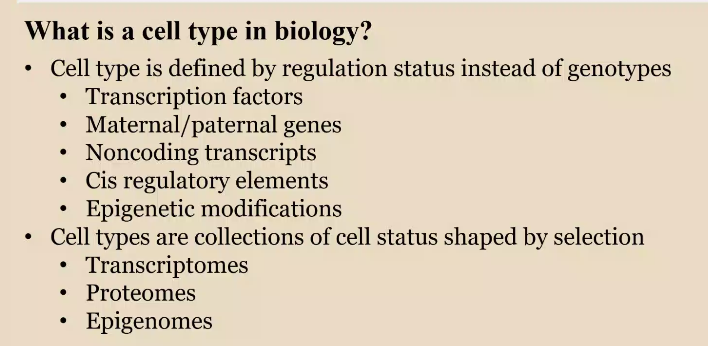 What is a cell type in biology?
• Cell type is defined by regulation status instead of genotypes
• Transcription factors
• Maternal/paternal genes
• Noncoding transcripts
• Cis regulatory elements
• Epigenetic modifications
• Cell types are collections of cell status shaped by selection
• Transcriptomes
• Proteomes
• Epigenomes